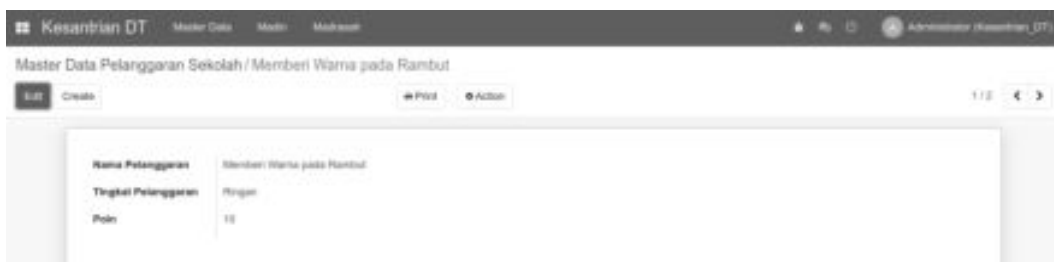 Kesantrian DT Master Data Madin Madrasah Administrator (Kesantrian_DT)
Master Data Pelanggaran Sekolah / Memberi Warna pada Rambut
Edit Create Print Action 1 / 2
Nama Pelanggaran Memberi Warna pada Rambut
Tingkat Pelanggaran Ringan
Poin 10